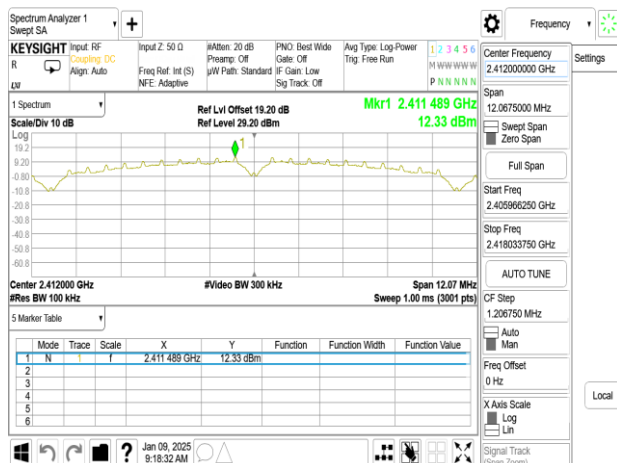 Spectrum Analyzer 1
Swept SA
KEYSIGHT
R
LXI
Input: RF
Coupling: DC
Align: Auto
Input Z: 50 Ω
Freq Ref: Int (S)
NFE: Adaptive
#Atten: 20 dB
Preamp: Off
µW Path: Standard
PNO: Best Wide
Gate: Off
IF Gain: Low
Sig Track: Off
Avg Type: Log-Power
Trig: Free Run
1 2 3 4 5 6
M W W W W W
P N N N N N
1 Spectrum
Scale/Div 10 dB
Log
Ref Lvl Offset 19.20 dB
Ref Level 29.20 dBm
Mkr1 2.411 489 GHz
12.33 dBm
1
19.2
9.20
-0.80
-10.8
-20.8
-30.8
-40.8
-50.8
-60.8
Center 2.412000 GHz
#Res BW 100 kHz
#Video BW 300 kHz
Span 12.07 MHz
Sweep 1.00 ms (3001 pts)
5 Marker Table
Mode Trace Scale X Y Function Function Width Function Value
1 N 1 f 2.411 489 GHz 12.33 dBm
2
3
4
5
6
Jan 09, 2025
9:18:32 AM
Frequency
Center Frequency
2.412000000 GHz
Span
12.0675000 MHz
Swept Span
Zero Span
Full Span
Start Freq
2.405966250 GHz
Stop Freq
2.418033750 GHz
AUTO TUNE
CF Step
1.206750 MHz
Auto
Man
Freq Offset
0 Hz
X Axis Scale
Log
Lin
Signal Track
(Span Zoom)
Settings
Local